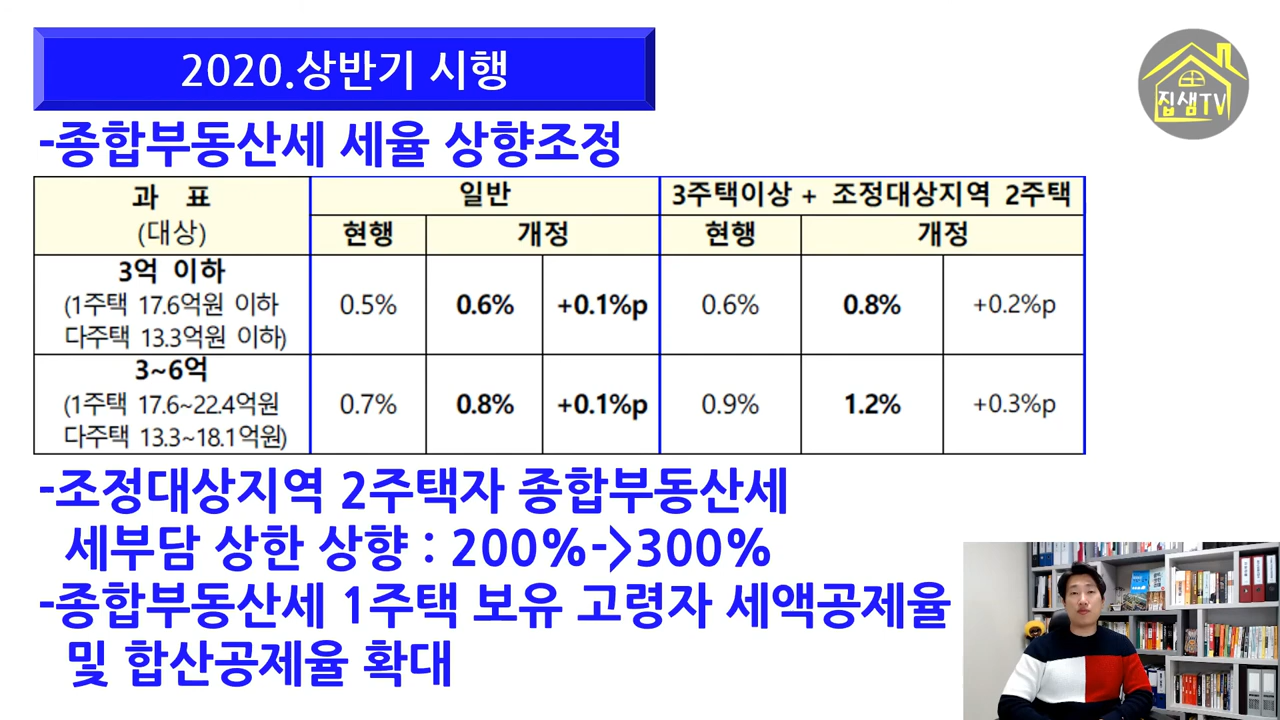 2020.상반기 시행
집샘TV
-종합부동산세 세율 상향조정
과 표 일반 3주택이상 + 조정대상지역 2주택
(대상) 현행 개정 현행 개정
3억 이하
(1주택 17.6억원 이하 0.5% 0.6% +0.1%p 0.6% 0.8% +0.2%p
다주택 13.3억원 이하)
3~6억
(1주택 17.6~22.4억원 0.7% 0.8% +0.1%p 0.9% 1.2% +0.3%p
다주택 13.3~18.1억원)
-조정대상지역 2주택자 종합부동산세
세부담 상한 상향 : 200%->300%
-종합부동산세 1주택 보유 고령자 세액공제율
및 합산공제율 확대